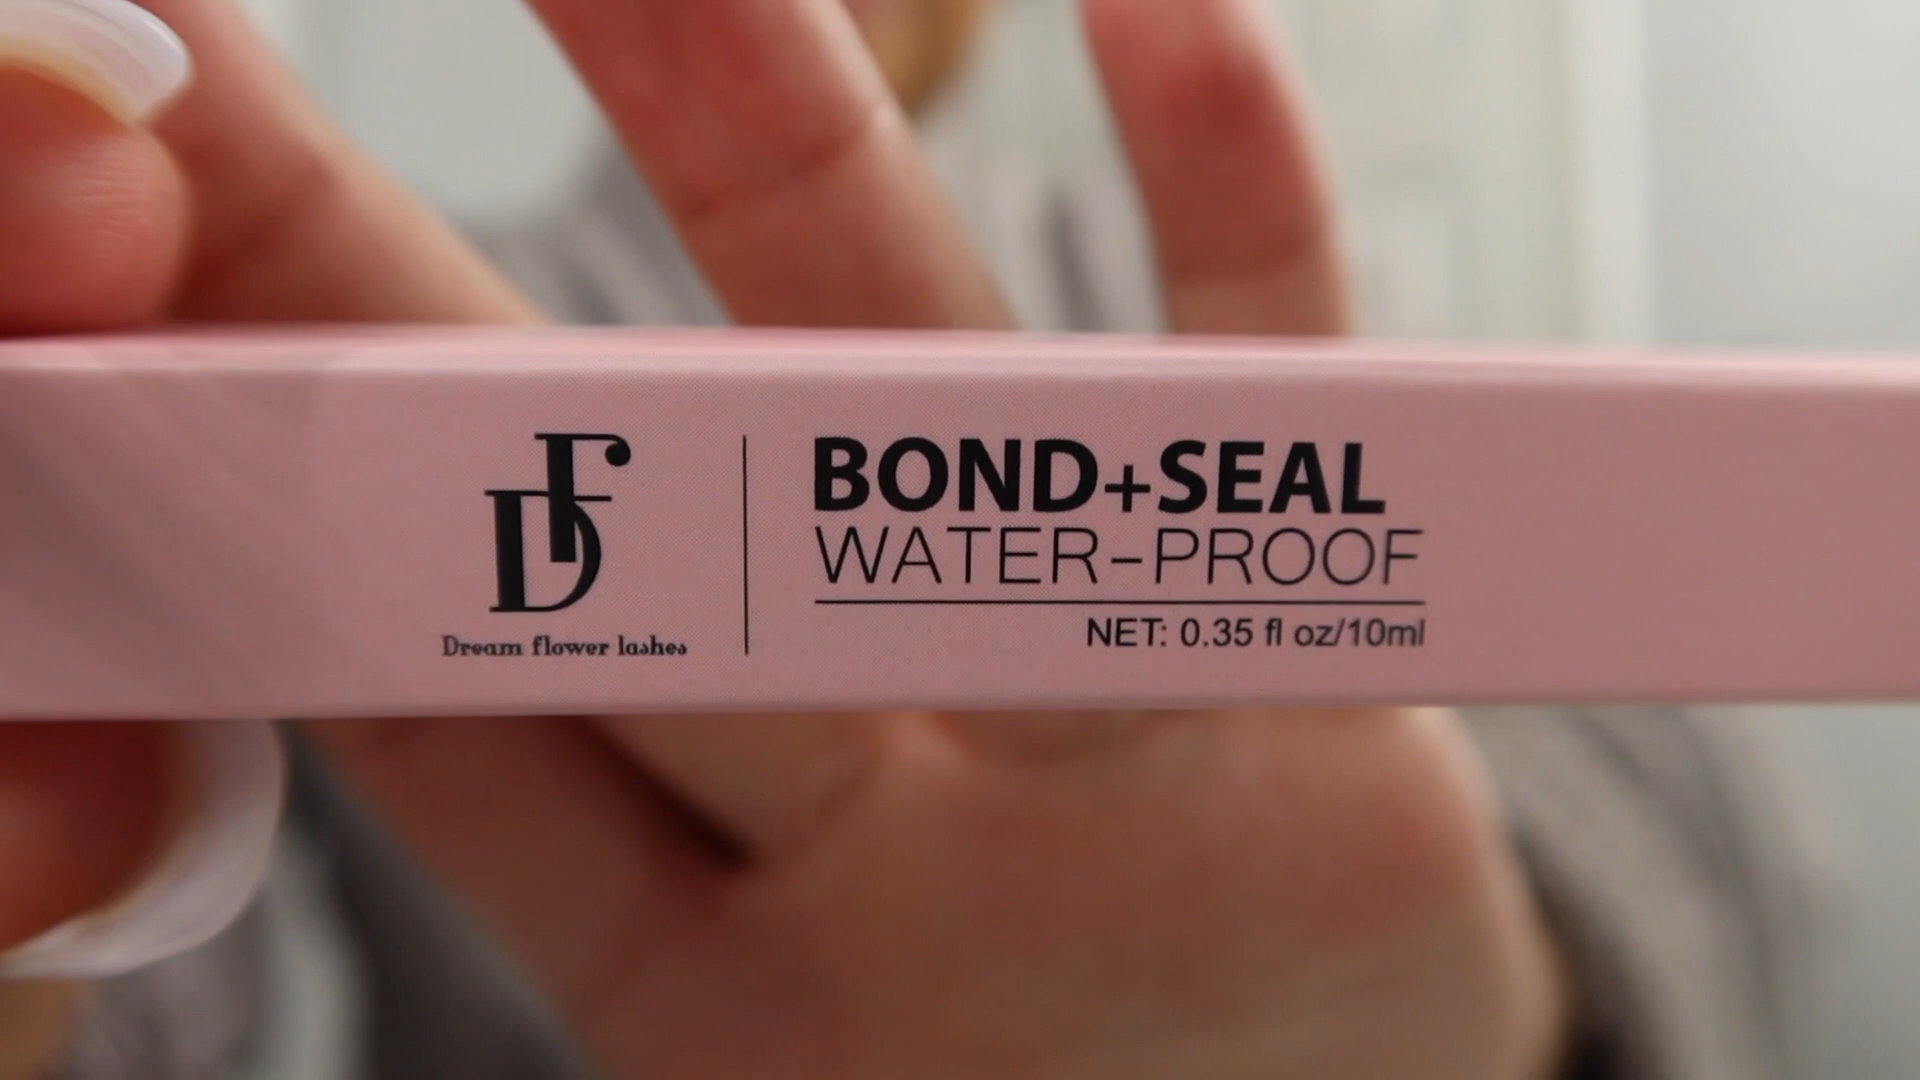 DF
Dream flower lashes
BOND+SEAL
WATER-PROOF
NET: 0.35 fl oz/10ml